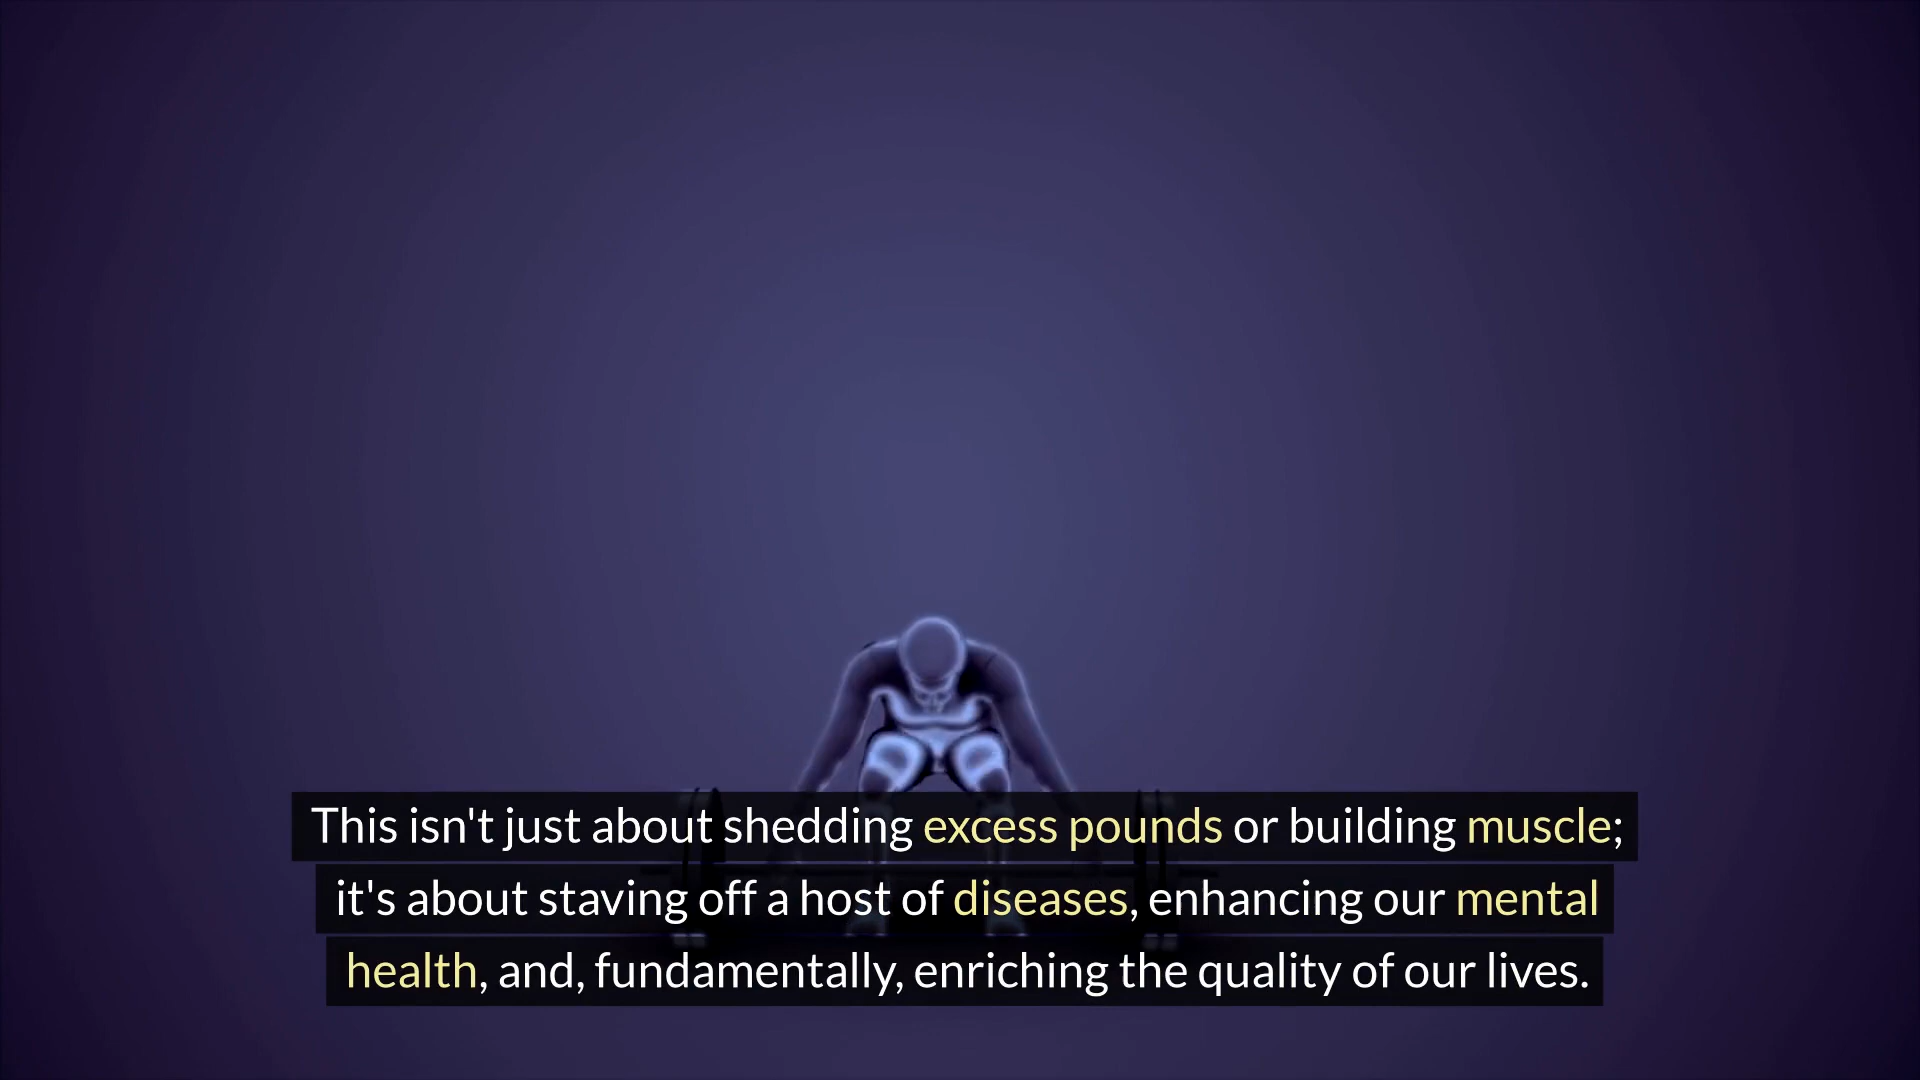 This isn't just about shedding excess pounds or building muscle;
it's about staving off a host of diseases, enhancing our mental
health, and, fundamentally, enriching the quality of our lives.